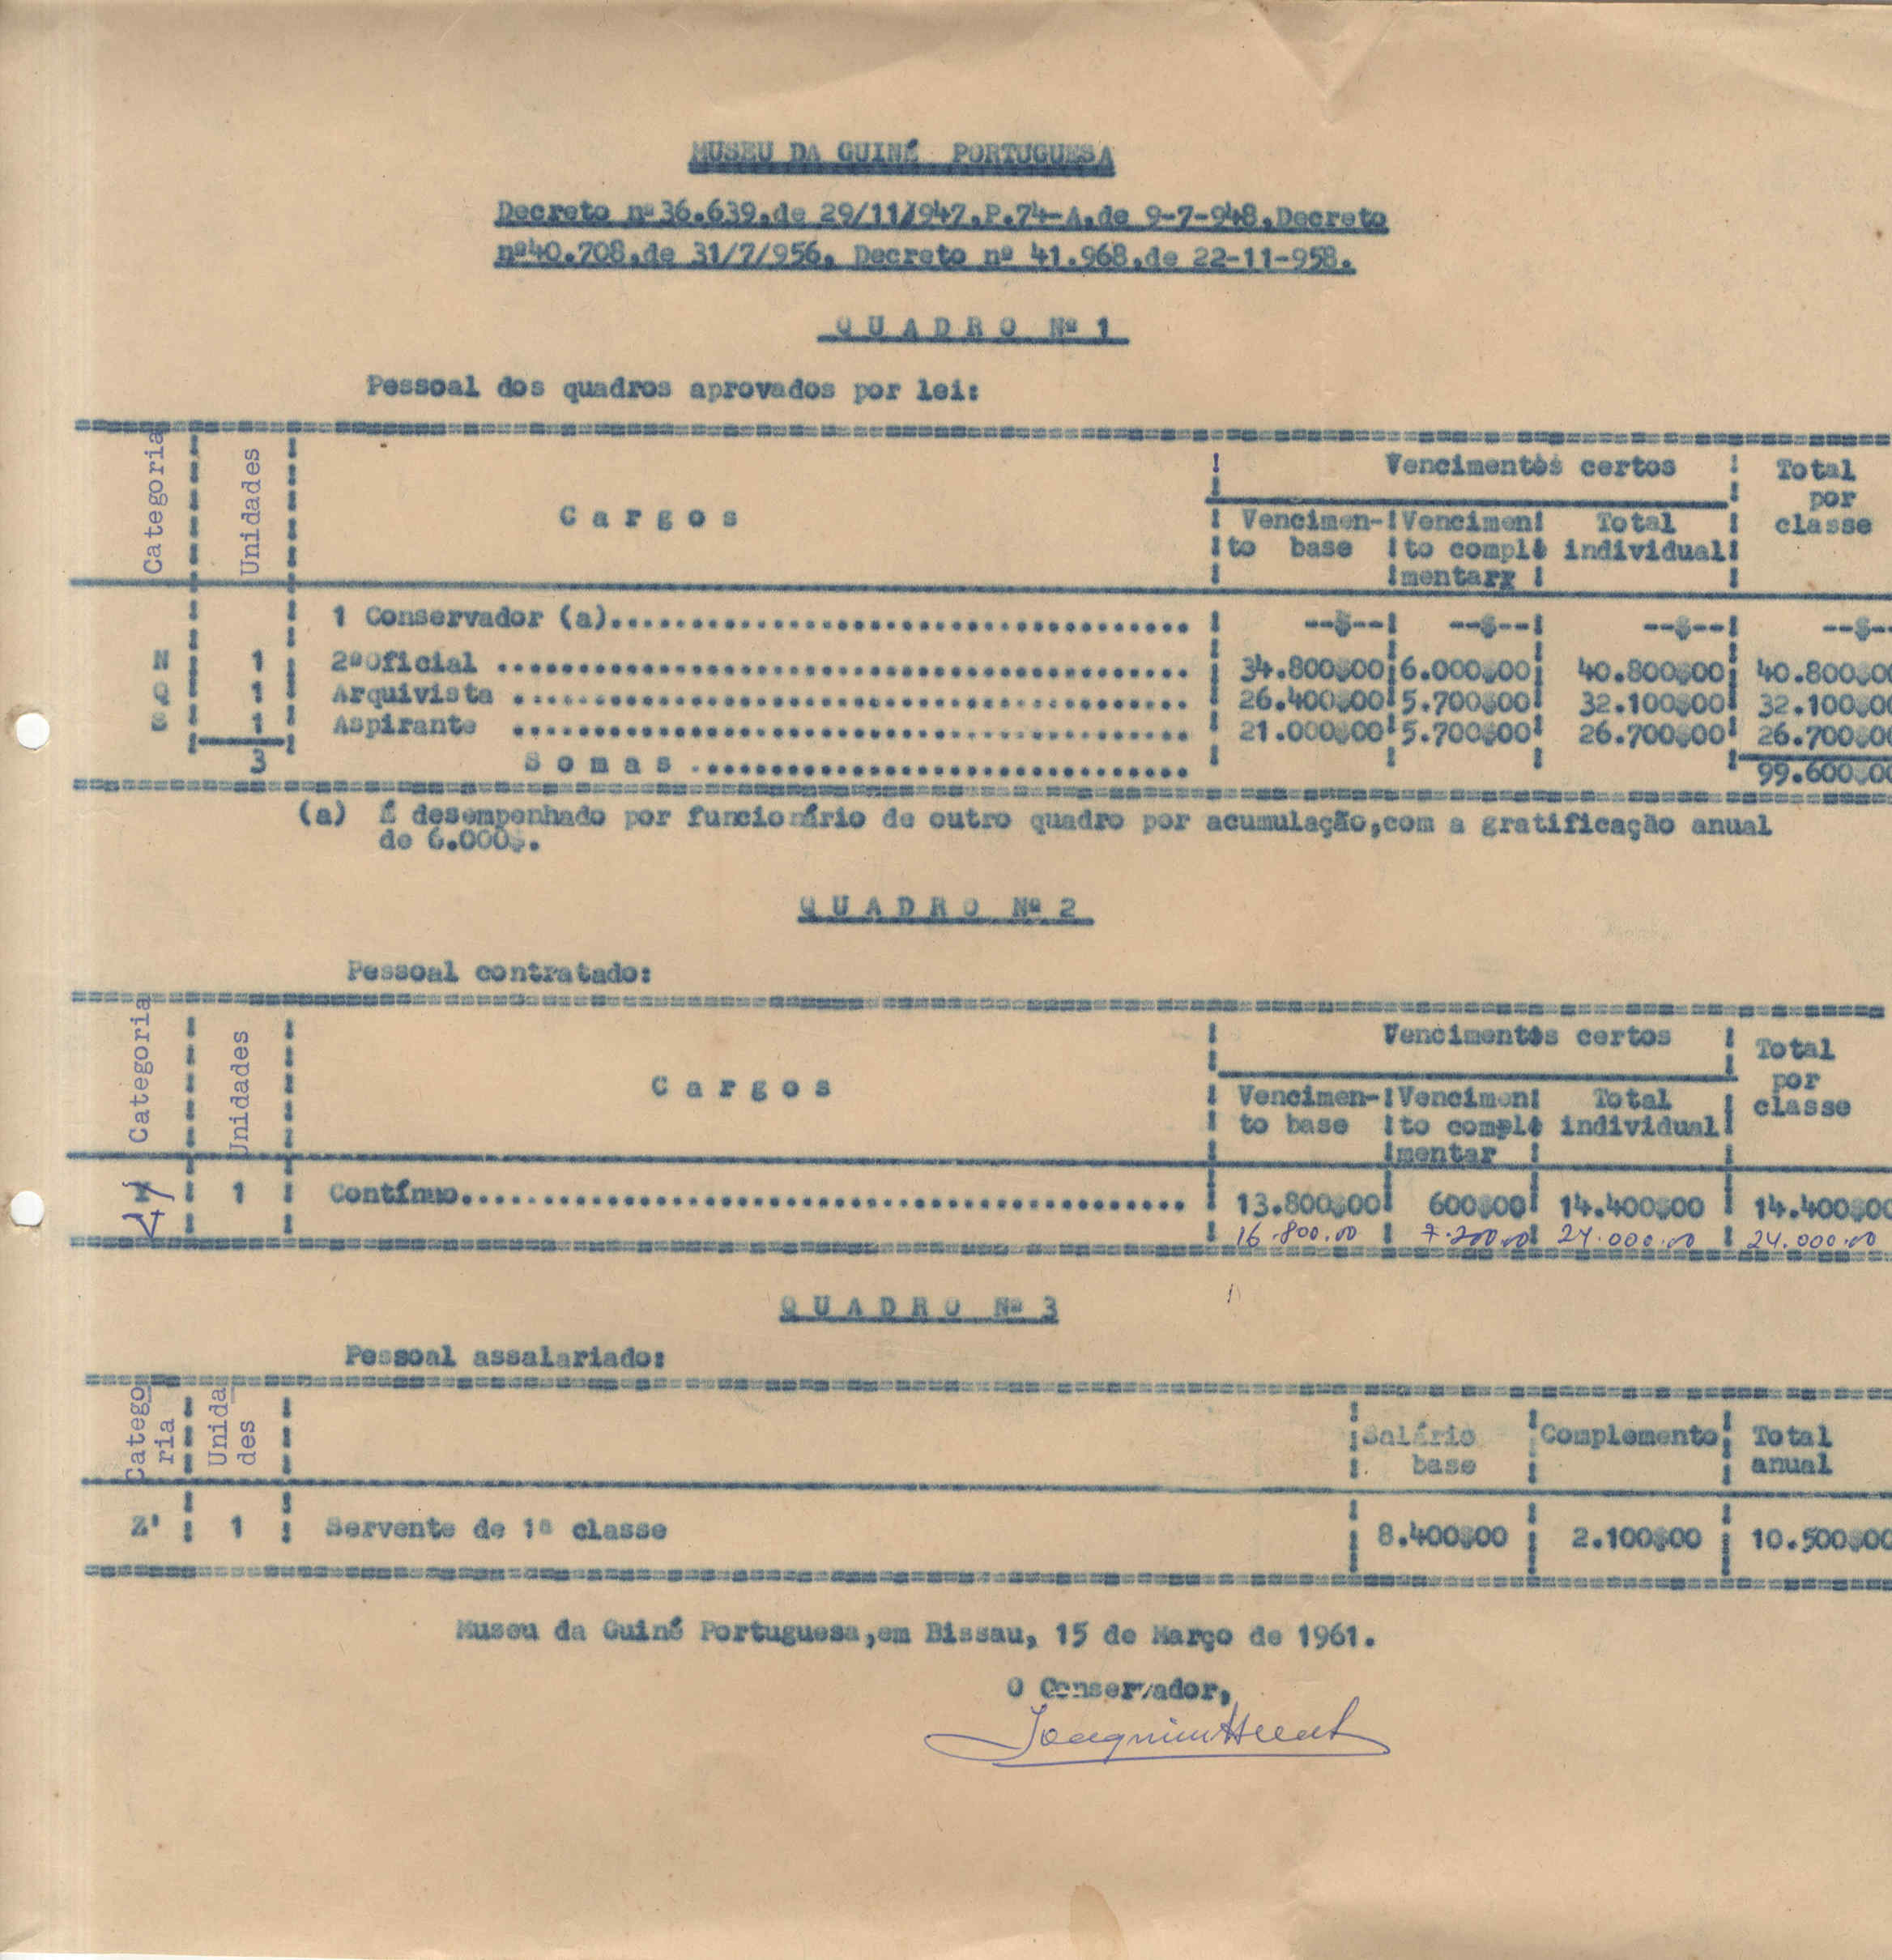 MUSEU DA GUINÉ PORTUGUESA
Decreto nº36.639,de 29/11/947,P.74-A,de 9-7-948,Decreto
nº40.708,de 31/7/956, Decreto nº 41.968,de 22-11-958.
QUADRO Nº 1
Pessoal dos quadros aprovados por lei:
Categoria Unidades Cargos Vencimentos certos Total por classe
Vencimen- Vencimen Total
to base to comple individual
mentar
1 Conservador (a)........ --$-- --$-- --$-- --$--
N 1 2ºOficial ........ 34.800$00 6.000$00 40.800$00 40.800$00
Q 1 Arquivista ........ 26.400$00 5.700$00 32.100$00 32.100$00
S 1 Aspirante ........ 21.000$00 5.700$00 26.700$00 26.700$00
3 Somas ........ 99.600$00
(a) É desempenhado por funcionário de outro quadro por acumulação,com a gratificação anual
de 6.000$.
QUADRO Nº 2
Pessoal contratado:
Categoria Unidades Cargos Vencimentos certos Total por classe
Vencimen- Vencimen Total
to base to comple individual
mentar
1 Contínuo........ 13.800$00 600$00 14.400$00 14.400$00
16.800.00 7.200.00 24.000.00 24.000.00
QUADRO Nº 3
Pessoal assalariado:
Catego Unida Salário Complemento Total
ria des base anual
Z' 1 Servente de 1ª classe 8.400$00 2.100$00 10.500$00
Museu da Guiné Portuguesa,em Bissau, 15 de Março de 1961.
O Conservador,
Joaquim